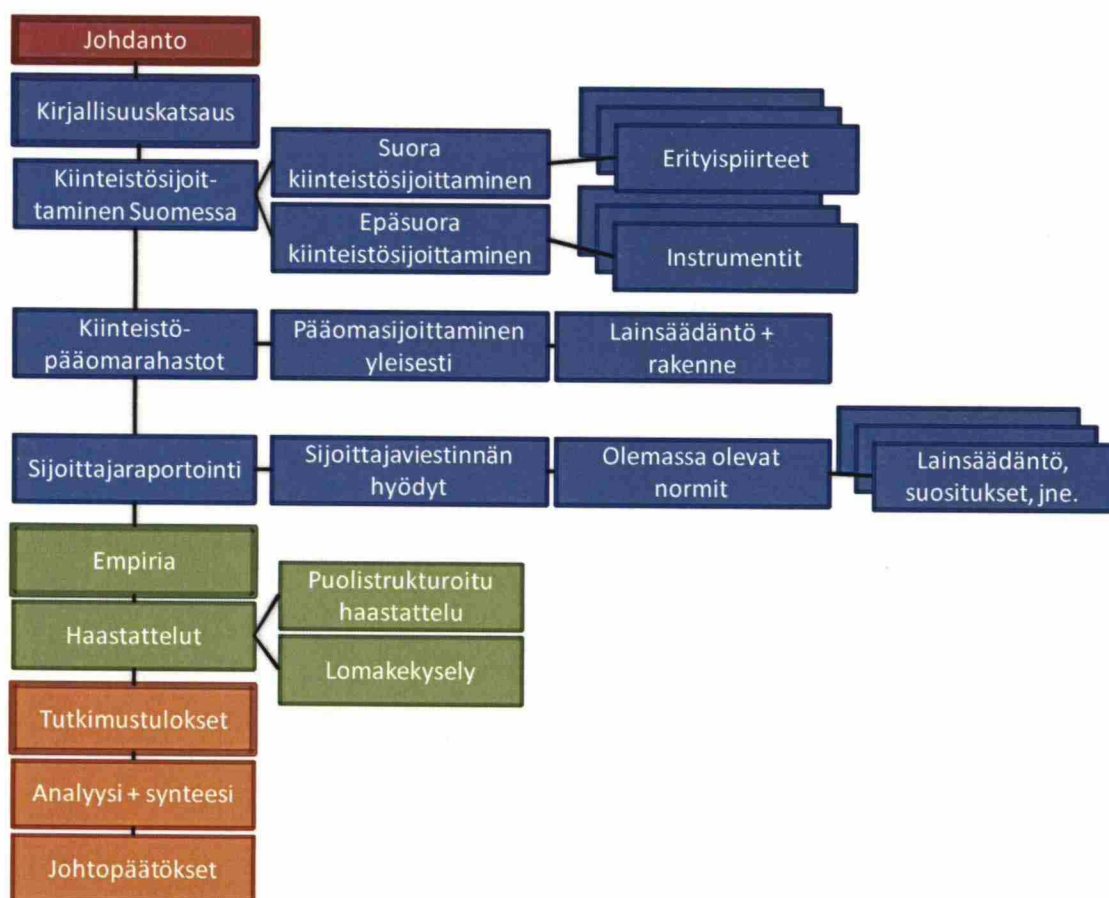 Johdanto
Kirjallisuuskatsaus
Kiinteistösijoit-
taminen Suomessa
Suora
kiinteistösijoittaminen
Erityispiirteet
Epäsuora
kiinteistösijoittaminen
Instrumentit
Kiinteistö-
pääomarahastot
Pääomasijoittaminen
yleisesti
Lainsäädäntö +
rakenne
Sijoittajaraportointi
Sijoittajaviestinnän
hyödyt
Olemassa olevat
normit
Lainsäädäntö,
suositukset, jne.
Empiria
Haastattelut
Puolistrukturoitu
haastattelu
Lomakekysely
Tutkimustulokset
Analyysi + synteesi
Johtopäätökset